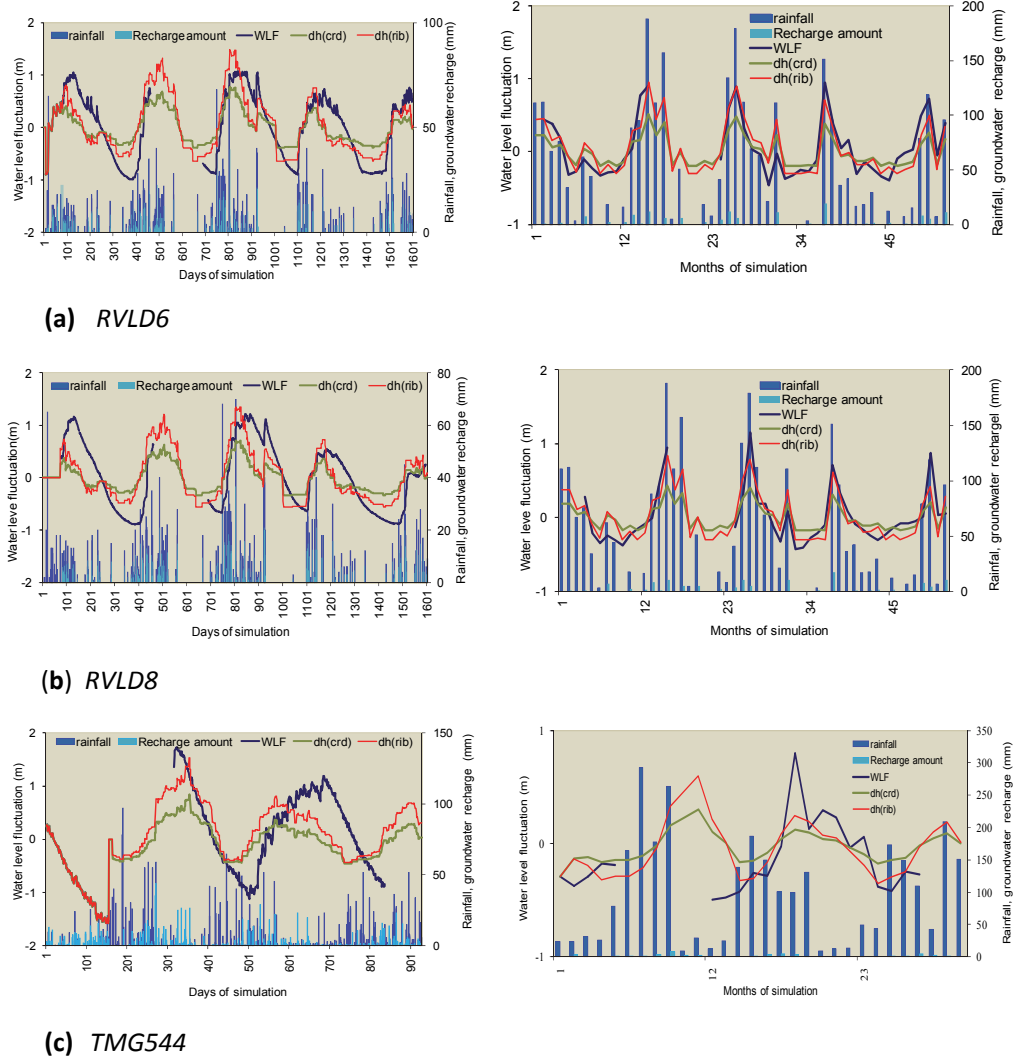 rainfall Recharge amount WLF dh(crd) dh(rib)
Water level fluctuation (m)
2
1
0
-1
-2
100
50
0
Rainfall, groundwater recharge (mm)
1 101 201 301 401 501 601 701 801 901 1001 1101 1201 1301 1401 1501 1601
Days of simulation
rainfall
Recharge amount
WLF
dh(crd)
dh(rib)
Water level fluctuation (m)
2
1
0
-1
200
150
100
50
0
Rainfall, groundwater recharge (mm)
1 12 23 34 45
Months of simulation
(a) RVLD6
rainfall Recharge amount WLF dh(crd) dh(rib)
Water level fluctuation(m)
2
1
0
-1
-2
80
60
40
20
0
Rainfall, groundwater recharge (mm)
1 101 201 301 401 501 601 701 801 901 1001 1101 1201 1301 1401 1501 1601
Days of simulation
rainfall
Recharge amount
WLF
dh(crd)
dh(rib)
Water level fluctuation (m)
2
1
0
-1
200
150
100
50
0
Rainfall, groundwater rechargel (mm)
1 12 23 34 45
Months of simulation
(b) RVLD8
rainfall Recharge amount WLF dh(crd) dh(rib)
Water level fluctuation (m)
2
1
0
-1
-2
150
100
50
0
Rainfall, groundwater recharge (mm)
1 101 201 301 401 501 601 701 801 901
Days of simulation
rainfall
Recharge amount
WLF
dh(crd)
dh(rib)
Water level fluctuation (m)
1
0
-1
350
300
250
200
150
100
50
0
Rainfall, groundwater recharge (mm)
1 12 23
Months of simulation
(c) TMG544